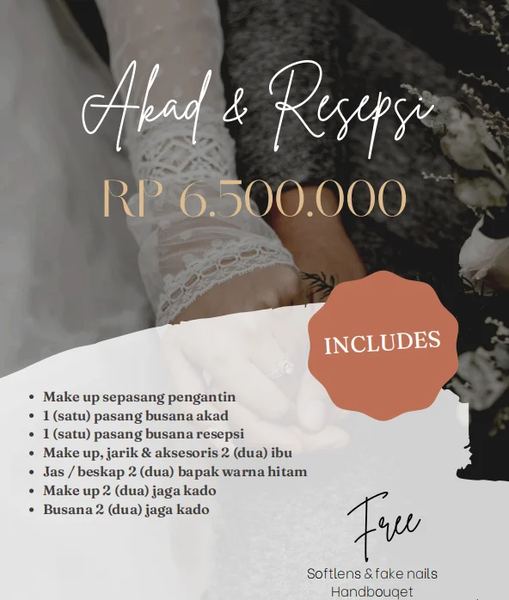 Akad & Resepsi
RP 6.500.000
INCLUDES
• Make up sepasang pengantin
• 1 (satu) pasang busana akad
• 1 (satu) pasang busana resepsi
• Make up, jarik & aksesoris 2 (dua) ibu
• Jas / beskap 2 (dua) bapak warna hitam
• Make up 2 (dua) jaga kado
• Busana 2 (dua) jaga kado
Free
Softlens & fake nails
Handbouqet